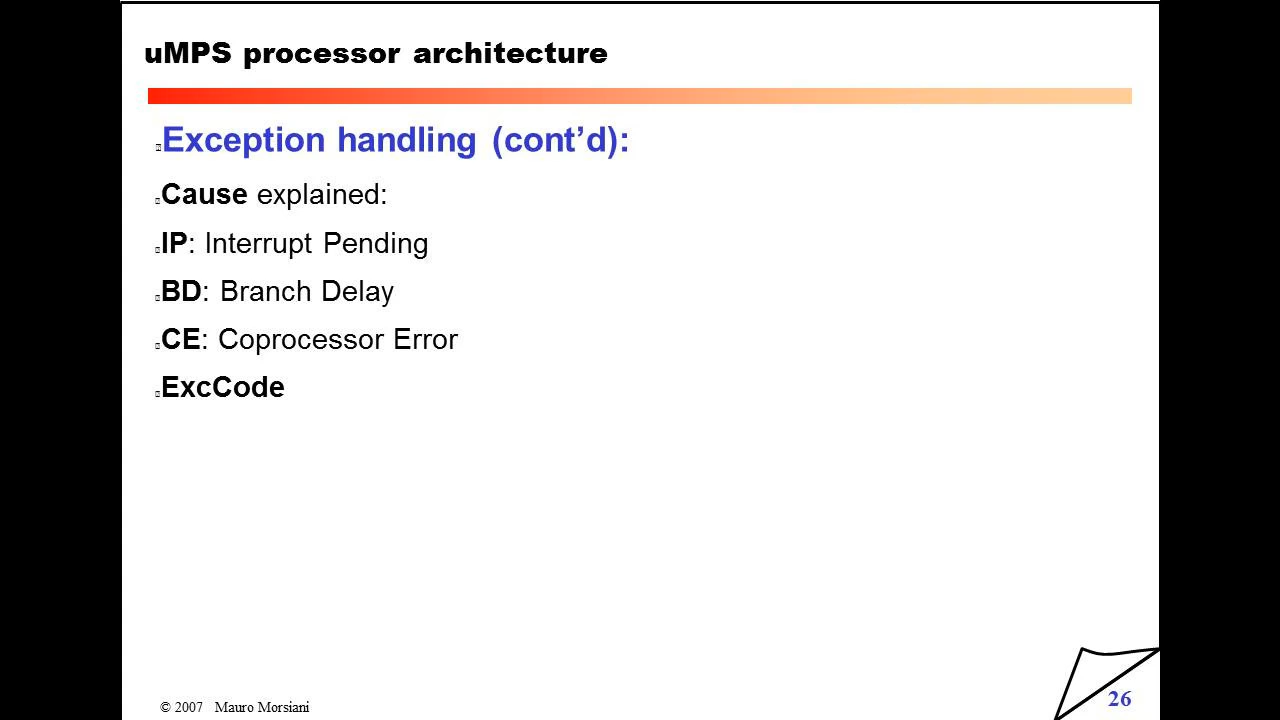 uMPS processor architecture
Exception handling (cont’d):
Cause explained:
IP: Interrupt Pending
BD: Branch Delay
CE: Coprocessor Error
ExcCode
© 2007 Mauro Morsiani
26